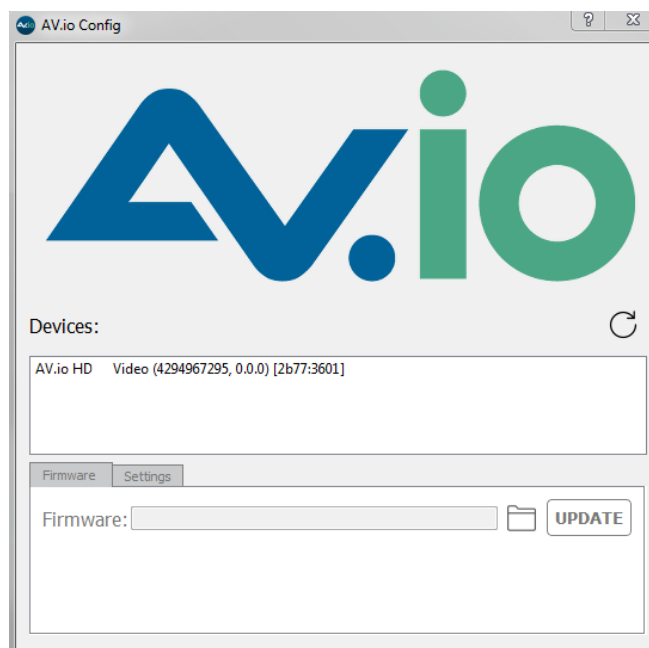 AV.io Config
AV.io
Devices:
AV.io HD Video (4294967295, 0.0.0) [2b77:3601]
Firmware Settings
Firmware: UPDATE